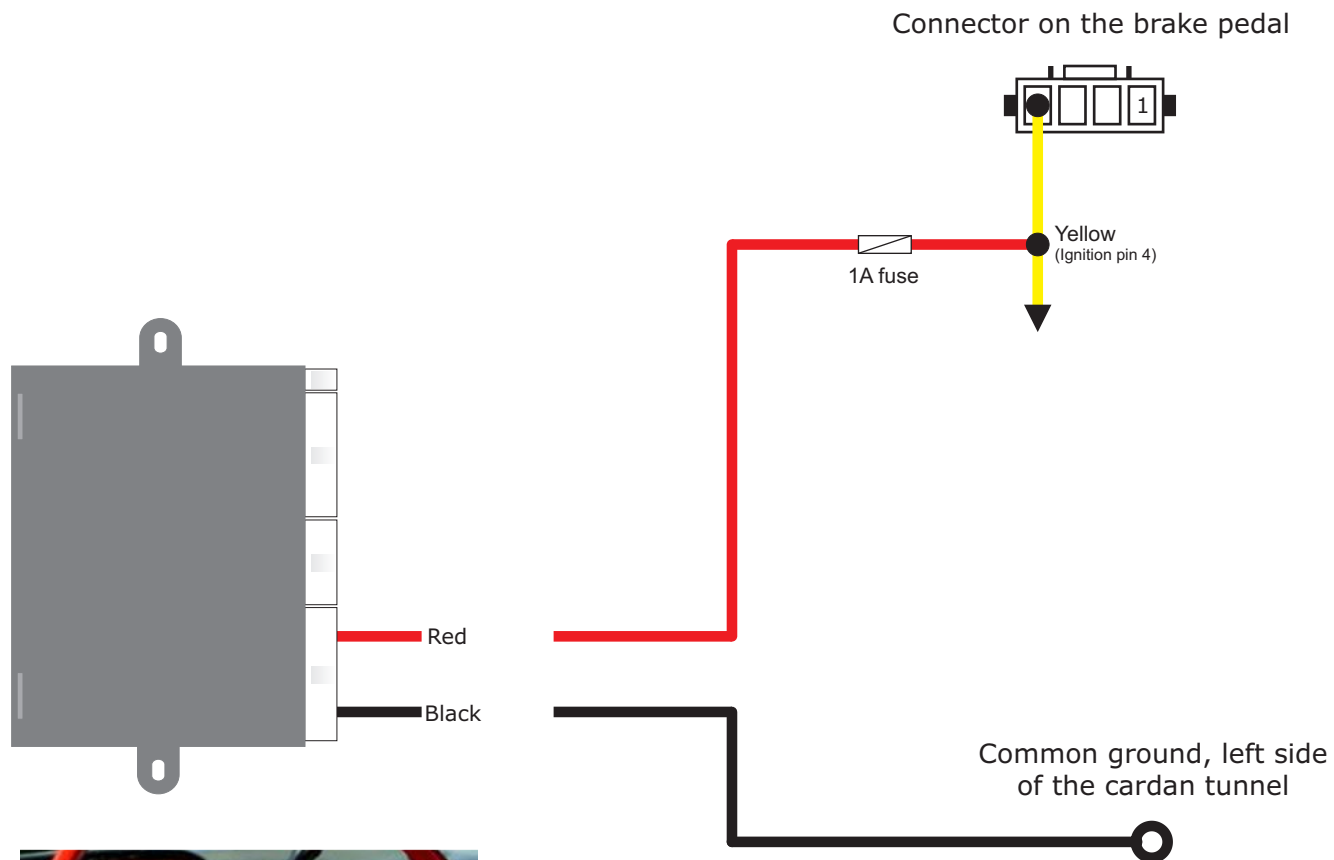 Connector on the brake pedal
1
Yellow
(Ignition pin 4)
1A fuse
Red
Black
Common ground, left side
of the cardan tunnel